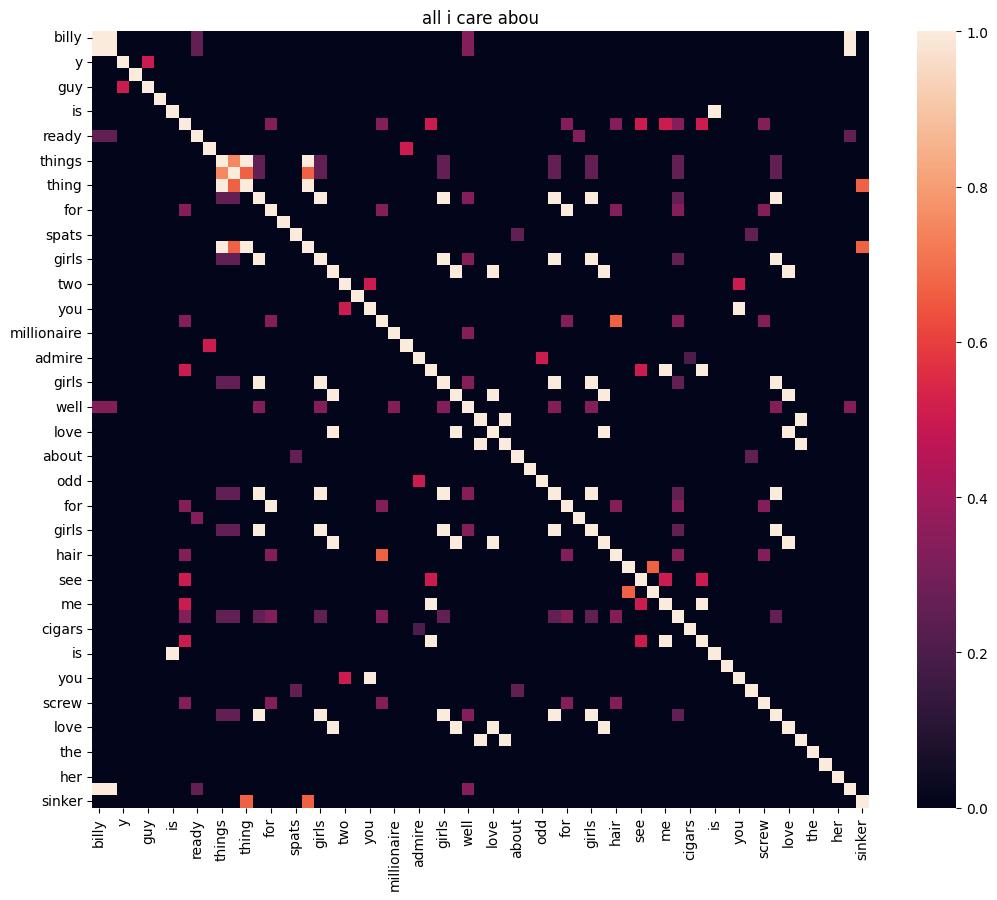 all i care abou
billy
y
guy
is
ready
things
thing
for
spats
girls
two
you
millionaire
admire
girls
well
love
about
odd
for
girls
hair
see
me
cigars
is
you
screw
love
the
her
sinker
billy
y
guy
is
ready
things
thing
for
spats
girls
two
you
millionaire
admire
girls
well
love
about
odd
for
girls
hair
see
me
cigars
is
you
screw
love
the
her
sinker
1.0
0.8
0.6
0.4
0.2
0.0